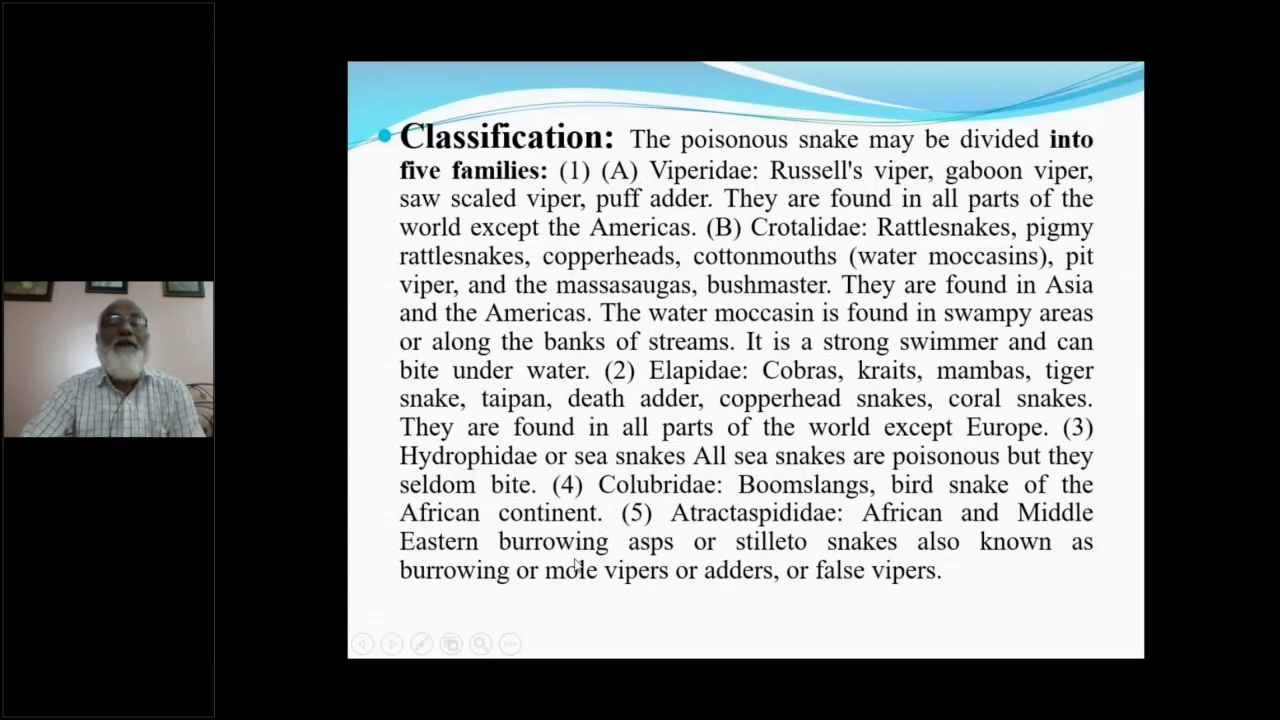 Classification: The poisonous snake may be divided into
five families: (1) (A) Viperidae: Russell's viper, gaboon viper,
saw scaled viper, puff adder. They are found in all parts of the
world except the Americas. (B) Crotalidae: Rattlesnakes, pigmy
rattlesnakes, copperheads, cottonmouths (water moccasins), pit
viper, and the massasaugas, bushmaster. They are found in Asia
and the Americas. The water moccasin is found in swampy areas
or along the banks of streams. It is a strong swimmer and can
bite under water. (2) Elapidae: Cobras, kraits, mambas, tiger
snake, taipan, death adder, copperhead snakes, coral snakes.
They are found in all parts of the world except Europe. (3)
Hydrophidae or sea snakes All sea snakes are poisonous but they
seldom bite. (4) Colubridae: Boomslangs, bird snake of the
African continent. (5) Atractaspididae: African and Middle
Eastern burrowing asps or stilleto snakes also known as
burrowing or mole vipers or adders, or false vipers.